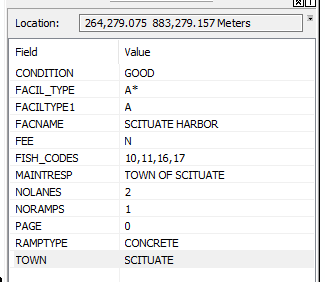 Location: 264,279.075 883,279.157 Meters
Field Value
CONDITION GOOD
FACIL_TYPE A*
FACILTYPE1 A
FACNAME SCITUATE HARBOR
FEE N
FISH_CODES 10,11,16,17
MAINTRESP TOWN OF SCITUATE
NOLANES 2
NORAMPS 1
PAGE 0
RAMPTYPE CONCRETE
TOWN SCITUATE